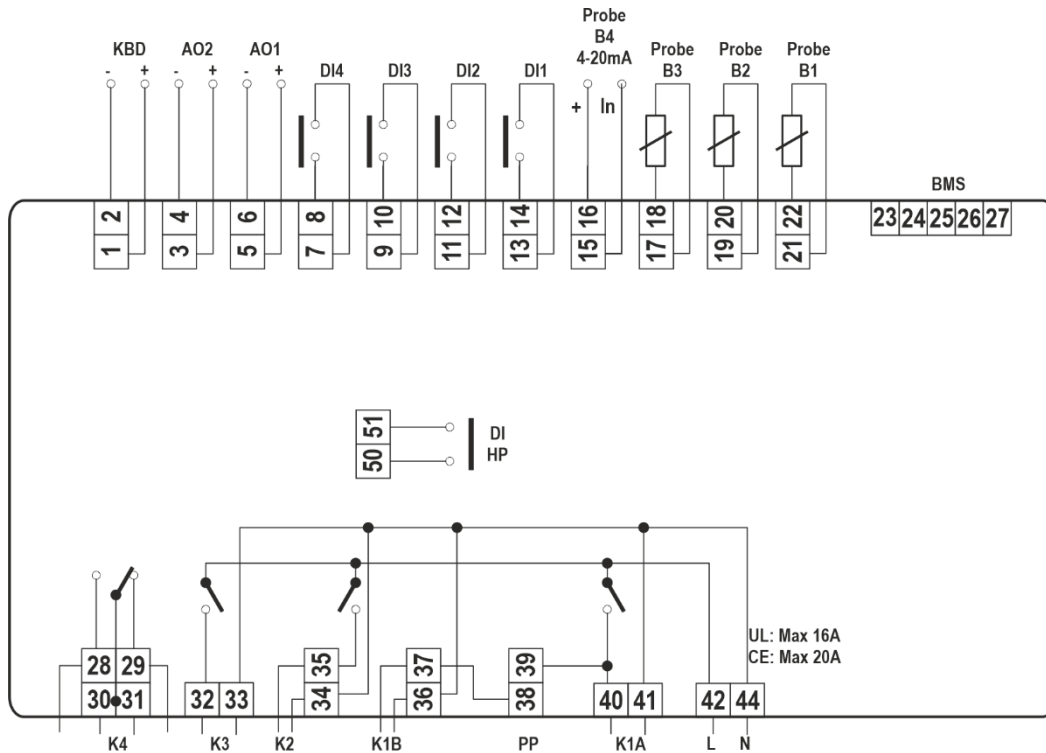 KBD AO2 AO1 DI4 DI3 DI2 DI1 Probe B4 4-20mA Probe B3 Probe B2 Probe B1
- + - + - + + In
BMS
2 4 6 8 10 12 14 16 18 20 22
1 3 5 7 9 11 13 15 17 19 21
23 24 25 26 27
51
50
DI
HP
UL: Max 16A
CE: Max 20A
28 29 35 37 39
30 31 32 33 34 36 38 40 41 42 44
K4 K3 K2 K1B PP K1A L N